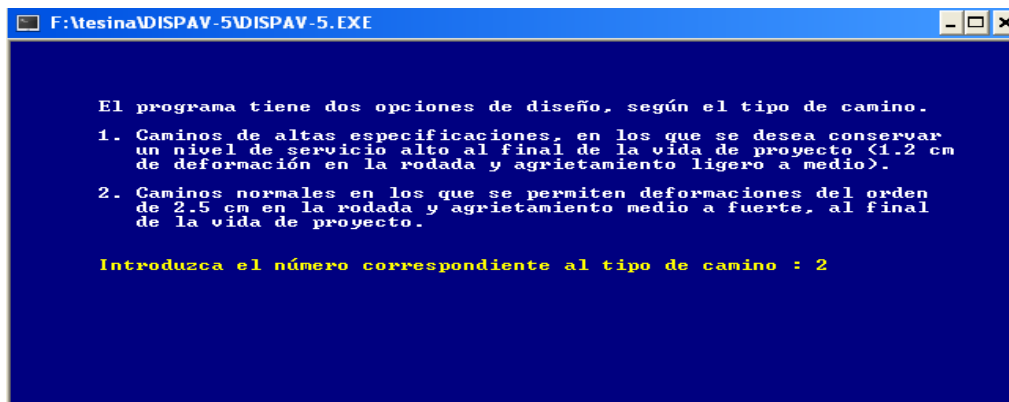 F:\tesina\DISPAV-5\DISPAV-5.EXE
El programa tiene dos opciones de diseño, según el tipo de camino.
1. Caminos de altas especificaciones, en los que se desea conservar
un nivel de servicio alto al final de la vida de proyecto (1.2 cm
de deformación en la rodada y agrietamiento ligero a medio).
2. Caminos normales en los que se permiten deformaciones del orden
de 2.5 cm en la rodada y agrietamiento medio a fuerte, al final
de la vida de proyecto.
Introduzca el número correspondiente al tipo de camino : 2